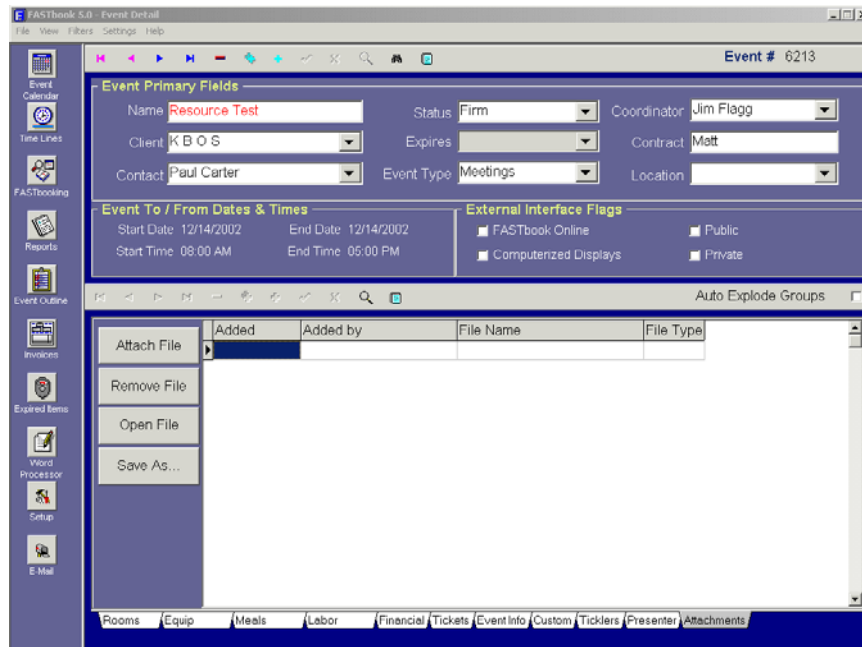 FASTbook 5.0 - Event Detail
File View Filters Settings Help
Event Calendar
Time Lines
FASTbooking
Reports
Event Outline
Invoices
Expired Items
Word Processor
Setup
E-Mail
Event # 6213
Event Primary Fields
Name Resource Test Status Firm Coordinator Jim Flagg
Client K B O S Expires Contract Matt
Contact Paul Carter Event Type Meetings Location
Event To / From Dates & Times
Start Date 12/14/2002 End Date 12/14/2002
Start Time 08:00 AM End Time 05:00 PM
External Interface Flags
FASTbook Online Public
Computerized Displays Private
Auto Explode Groups
Attach File
Remove File
Open File
Save As...
Added Added by File Name File Type
Rooms Equip Meals Labor Financial Tickets Event Info Custom Ticklers Presenter Attachments